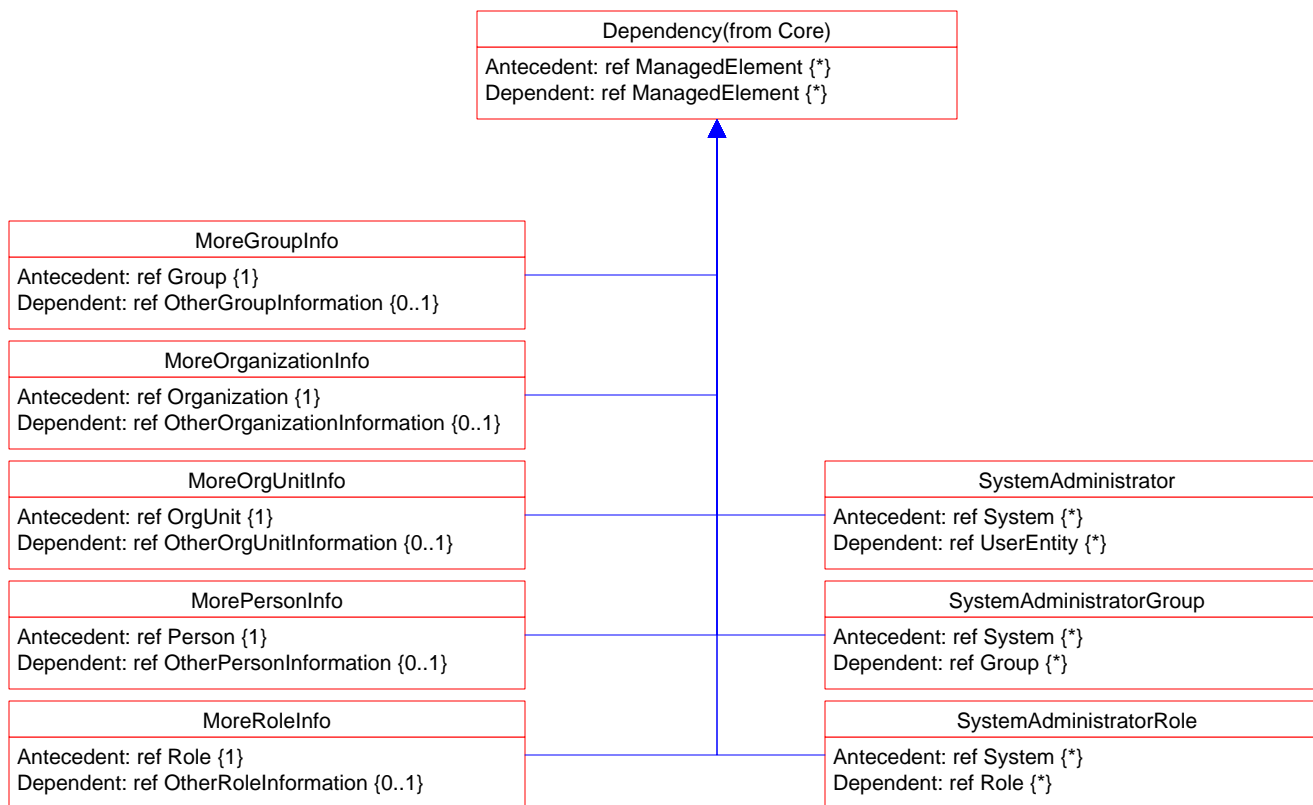 Dependency(from Core)
Antecedent: ref ManagedElement {*}
Dependent: ref ManagedElement {*}
MoreGroupInfo
Antecedent: ref Group {1}
Dependent: ref OtherGroupInformation {0..1}
MoreOrganizationInfo
Antecedent: ref Organization {1}
Dependent: ref OtherOrganizationInformation {0..1}
MoreOrgUnitInfo
Antecedent: ref OrgUnit {1}
Dependent: ref OtherOrgUnitInformation {0..1}
SystemAdministrator
Antecedent: ref System {*}
Dependent: ref UserEntity {*}
MorePersonInfo
Antecedent: ref Person {1}
Dependent: ref OtherPersonInformation {0..1}
SystemAdministratorGroup
Antecedent: ref System {*}
Dependent: ref Group {*}
MoreRoleInfo
Antecedent: ref Role {1}
Dependent: ref OtherRoleInformation {0..1}
SystemAdministratorRole
Antecedent: ref System {*}
Dependent: ref Role {*}